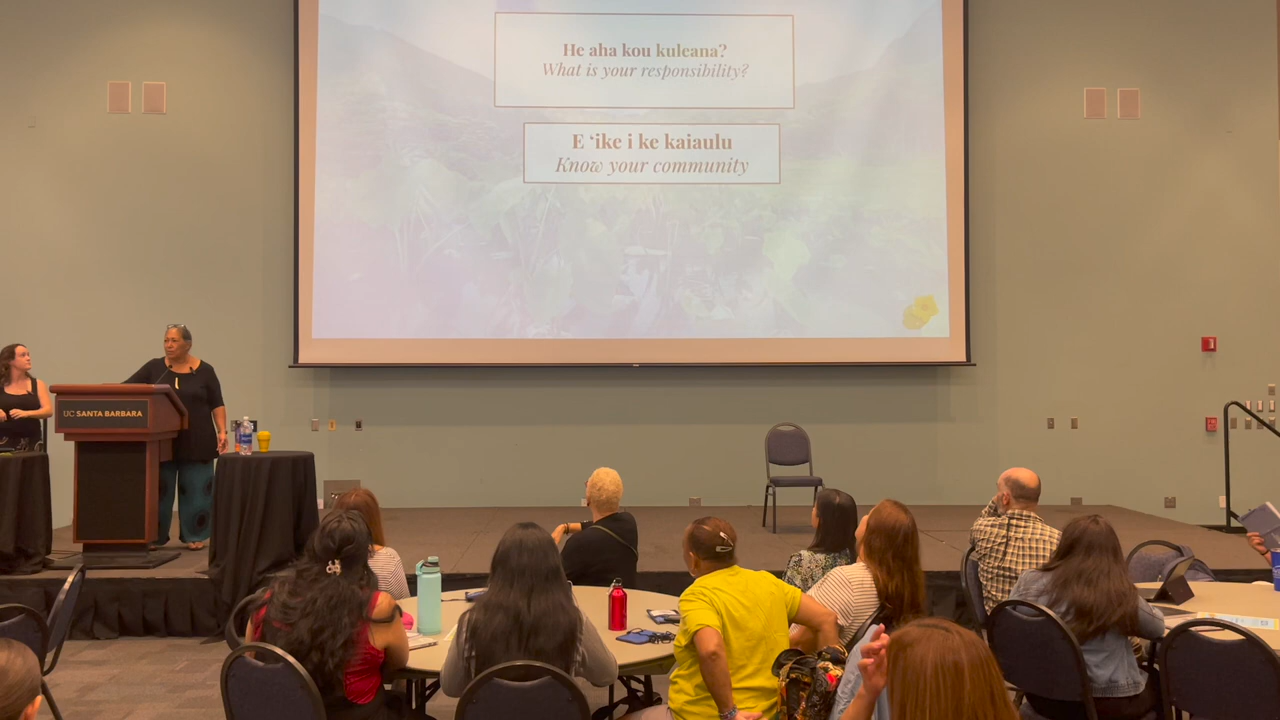 He aha kou kuleana?
What is your responsibility?
E ʻike i ke kaiaulu
Know your community
UC SANTA BARBARA